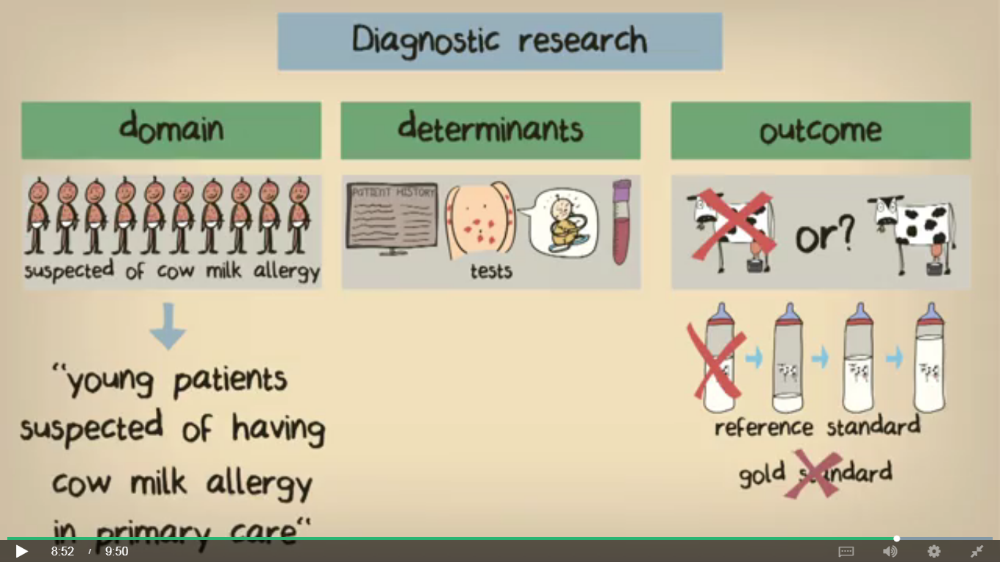 Diagnostic research
domain
determinants
outcome
PATIENT HISTORY
or?
suspected of cow milk allergy
tests
"young patients
suspected of having
cow milk allergy
in primary care"
reference standard
gold standard
8:52 / 9:50